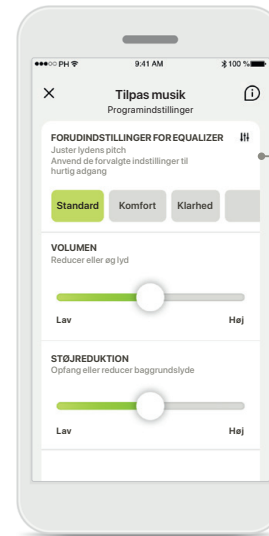 PH 9:41 AM 100 %
Tilpas musik
Programindstillinger
FORUDINDSTILLINGER FOR EQUALIZER
Juster lydens
pitch
Anvend de forvalgte indstillinger til
hurtig adgang
Standard Komfort Klarhed
VOLUMEN
Reducer eller øg lyd
Lav Høj
STØJREDUKTION
Opfang eller reducer baggrundslyde
Lav Høj